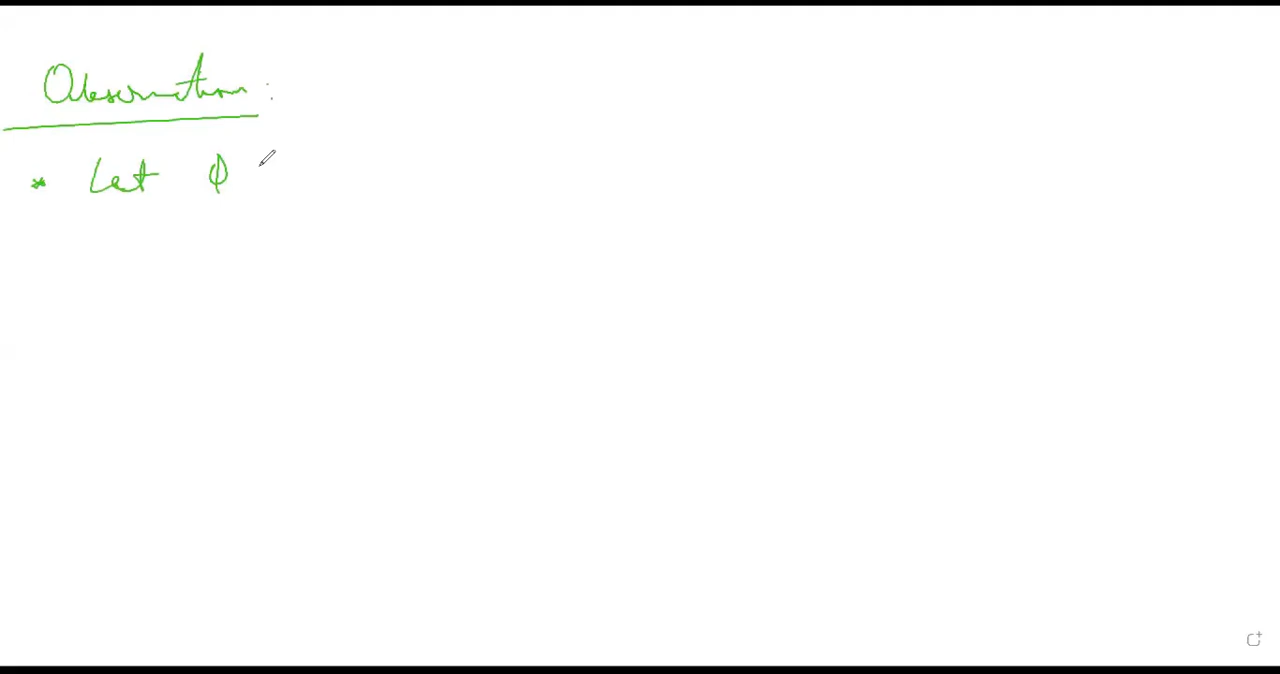 Observation:
* Let φ